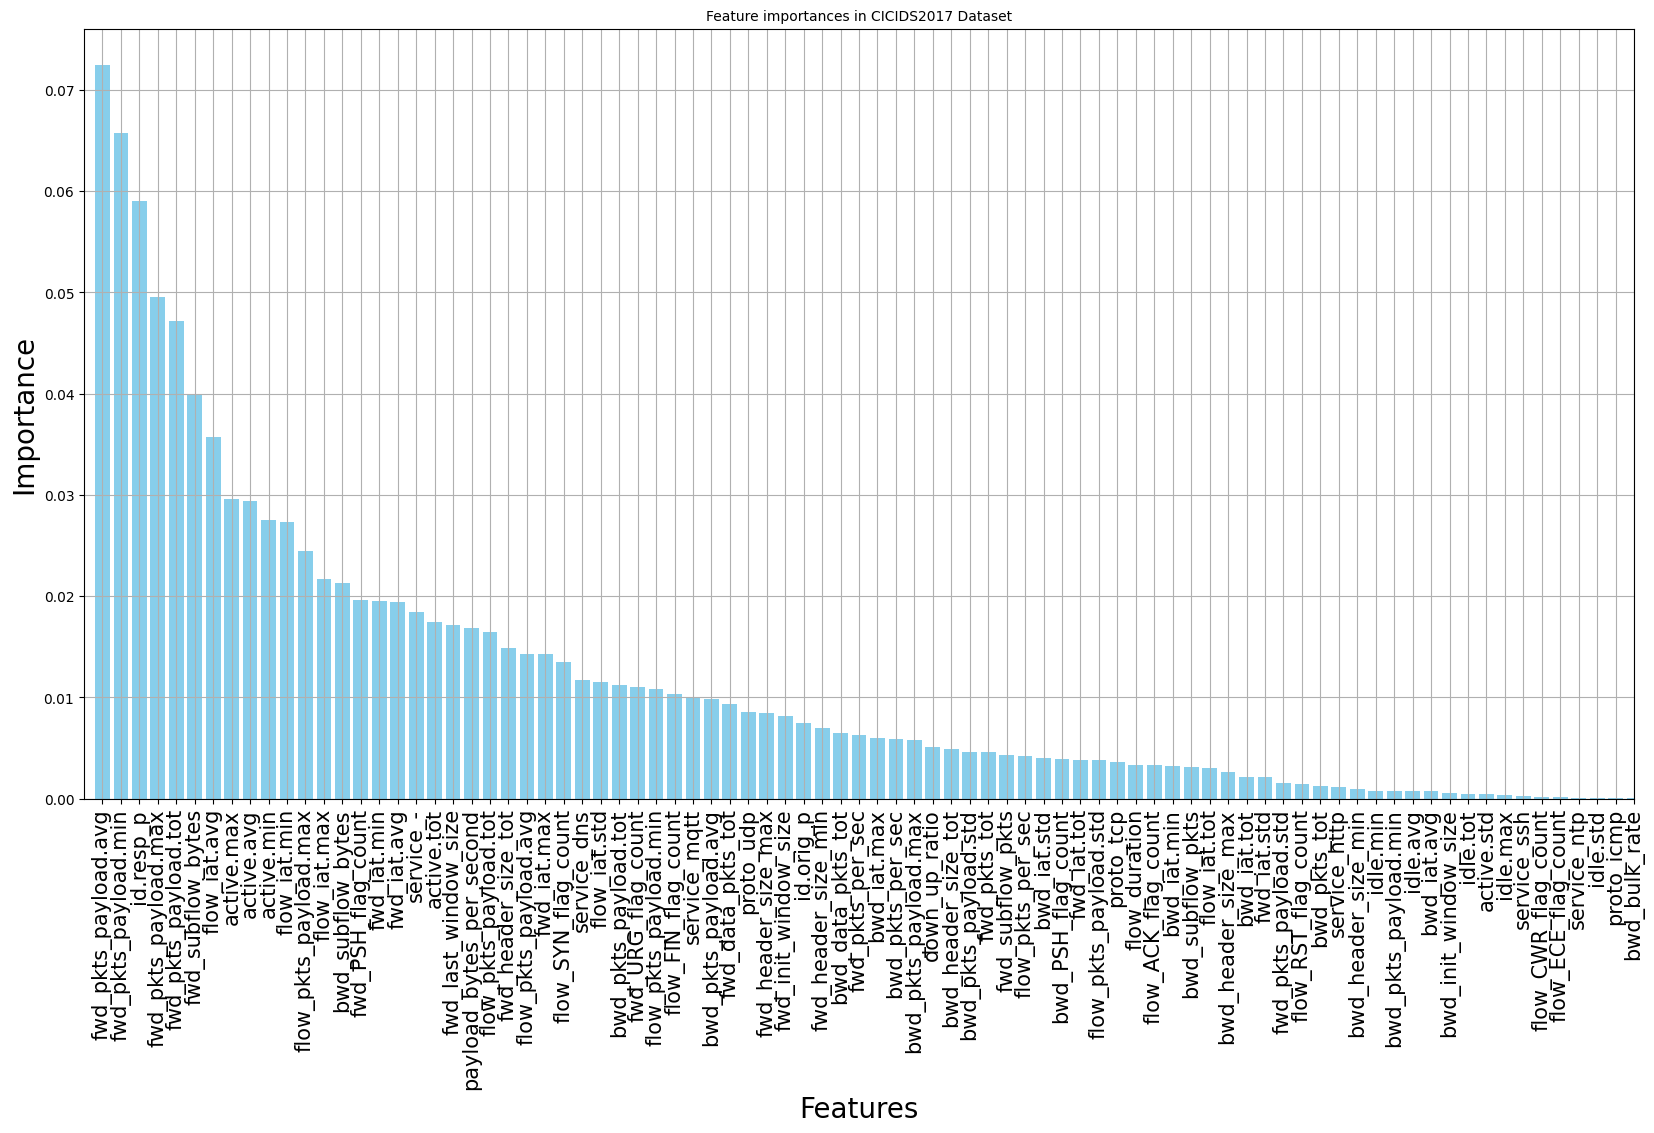 Feature importances in CICIDS2017 Dataset
0.07
0.06
0.05
0.04
0.03
0.02
0.01
0.00
Importance
fwd_pkts_payload.avg
fwd_pkts_payload.min
id.resp_p
fwd_pkts_payload.max
fwd_pkts_payload.tot
fwd_subflow_bytes
flow_iat.avg
active.max
active.avg
active.min
flow_iat.min
flow_pkts_payload.max
flow_iat.max
bwd_subflow_bytes
fwd_PSH_flag_count
fwd_iat.min
fwd_iat.avg
service_-
active.tot
fwd_last_window_size
payload_bytes_per_second
flow_pkts_payload.tot
fwd_header_size_tot
flow_pkts_payload.avg
fwd_iat.max
flow_SYN_flag_count
service_dns
flow_iat.std
bwd_pkts_payload.tot
fwd_URG_flag_count
flow_pkts_payload.min
flow_FIN_flag_count
service_mqtt
bwd_pkts_payload.avg
fwd_data_pkts_tot
proto_udp
fwd_header_size_max
fwd_init_window_size
id.orig_p
fwd_header_size_min
bwd_data_pkts_tot
fwd_pkts_per_sec
bwd_iat.max
bwd_pkts_per_sec
bwd_pkts_payload.max
down_up_ratio
bwd_header_size_tot
bwd_pkts_payload.std
fwd_pkts_tot
fwd_subflow_pkts
flow_pkts_per_sec
bwd_iat.std
bwd_PSH_flag_count
fwd_iat.tot
flow_pkts_payload.std
proto_tcp
flow_duration
flow_ACK_flag_count
bwd_iat.min
bwd_subflow_pkts
flow_iat.tot
bwd_header_size_max
bwd_iat.tot
fwd_iat.std
fwd_pkts_payload.std
flow_RST_flag_count
bwd_pkts_tot
service_http
bwd_header_size_min
idle.min
bwd_pkts_payload.min
idle.avg
bwd_iat.avg
bwd_init_window_size
idle.tot
active.std
idle.max
service_ssh
flow_CWR_flag_count
flow_ECE_flag_count
service_ntp
idle.std
proto_icmp
bwd_bulk_rate
Features